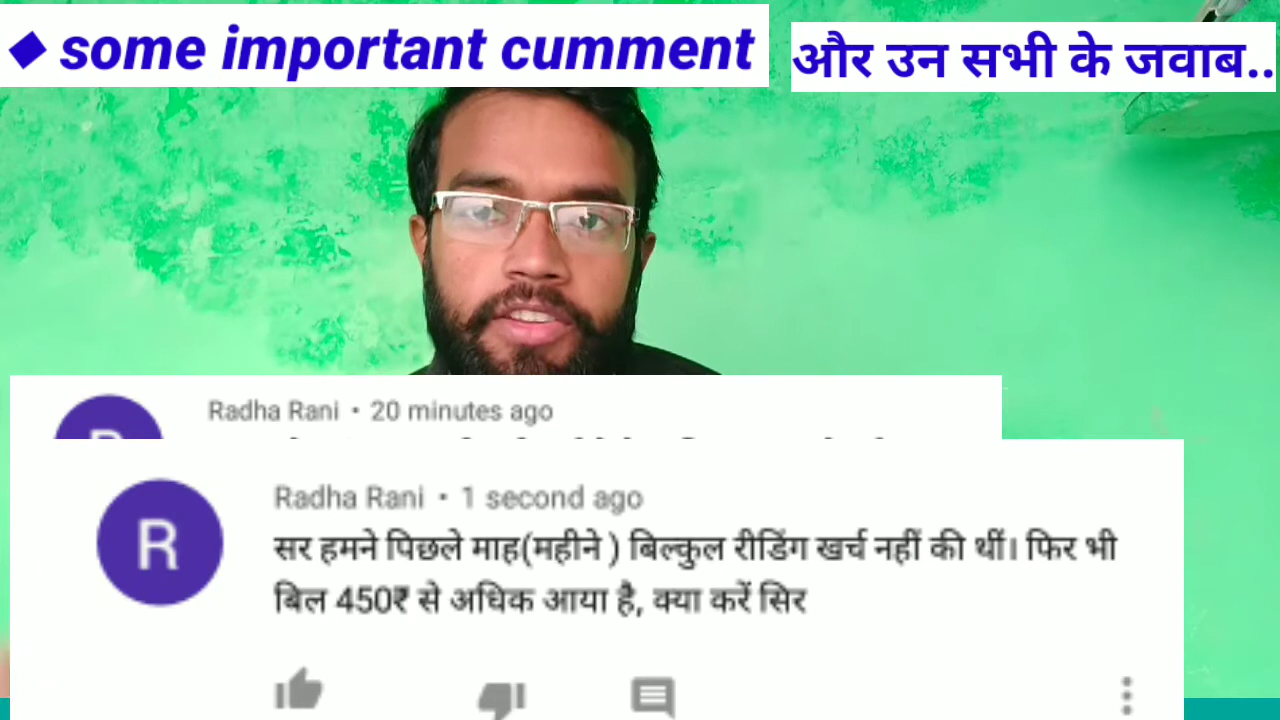 ◆ some important cumment
और उन सभी के जवाब..
Radha Rani • 20 minutes ago
R
Radha Rani • 1 second ago
सर हमने पिछले माह(महीने ) बिल्कुल रीडिंग खर्च नहीं की थीं। फिर भी
बिल 450₹ से अधिक आया है, क्या करें सिर